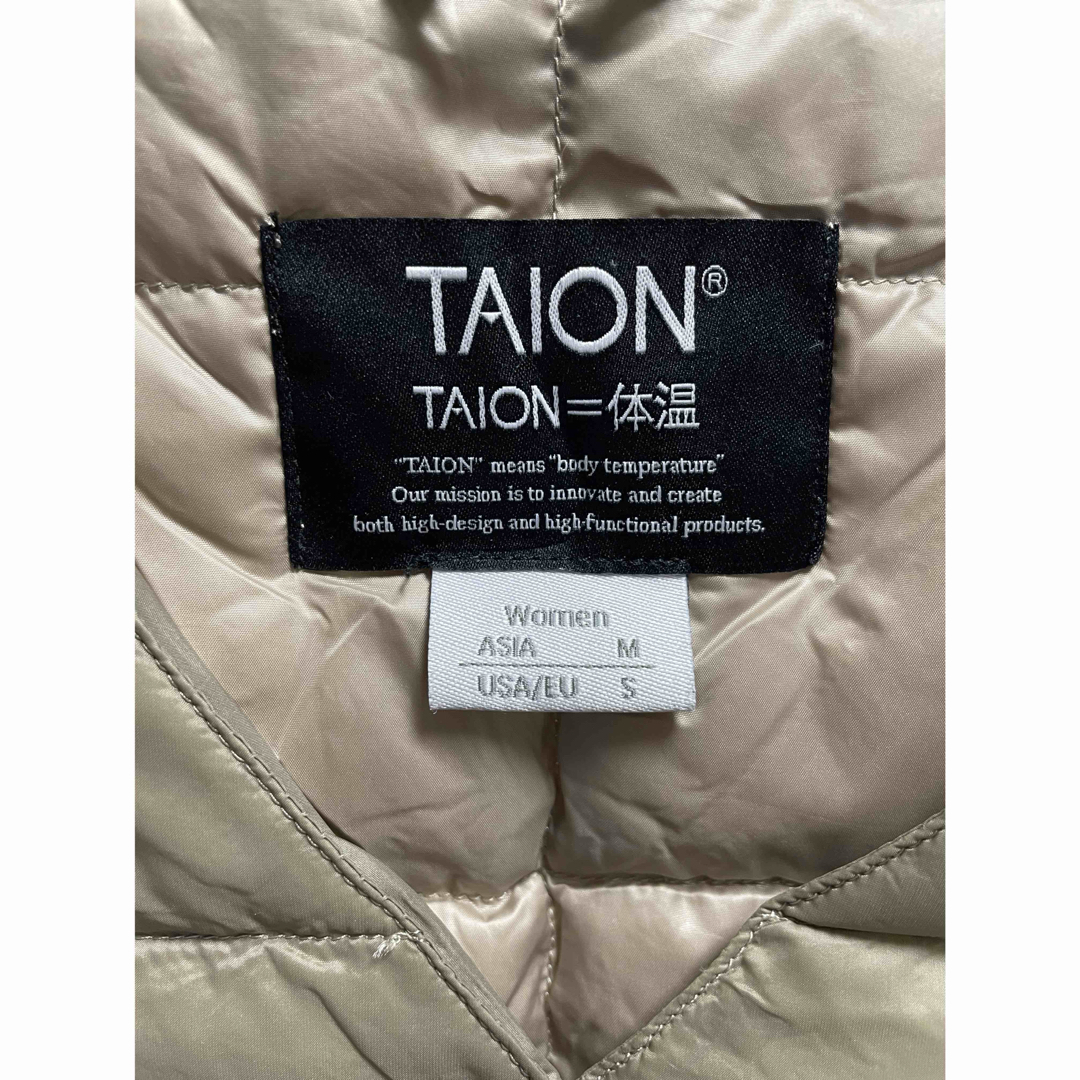 TAION®
TAION=体温
"TAION" means "body temperature"
Our mission is to innovate and create
both high-design and high-functional products.
Women
ASIA M
USA/EU S